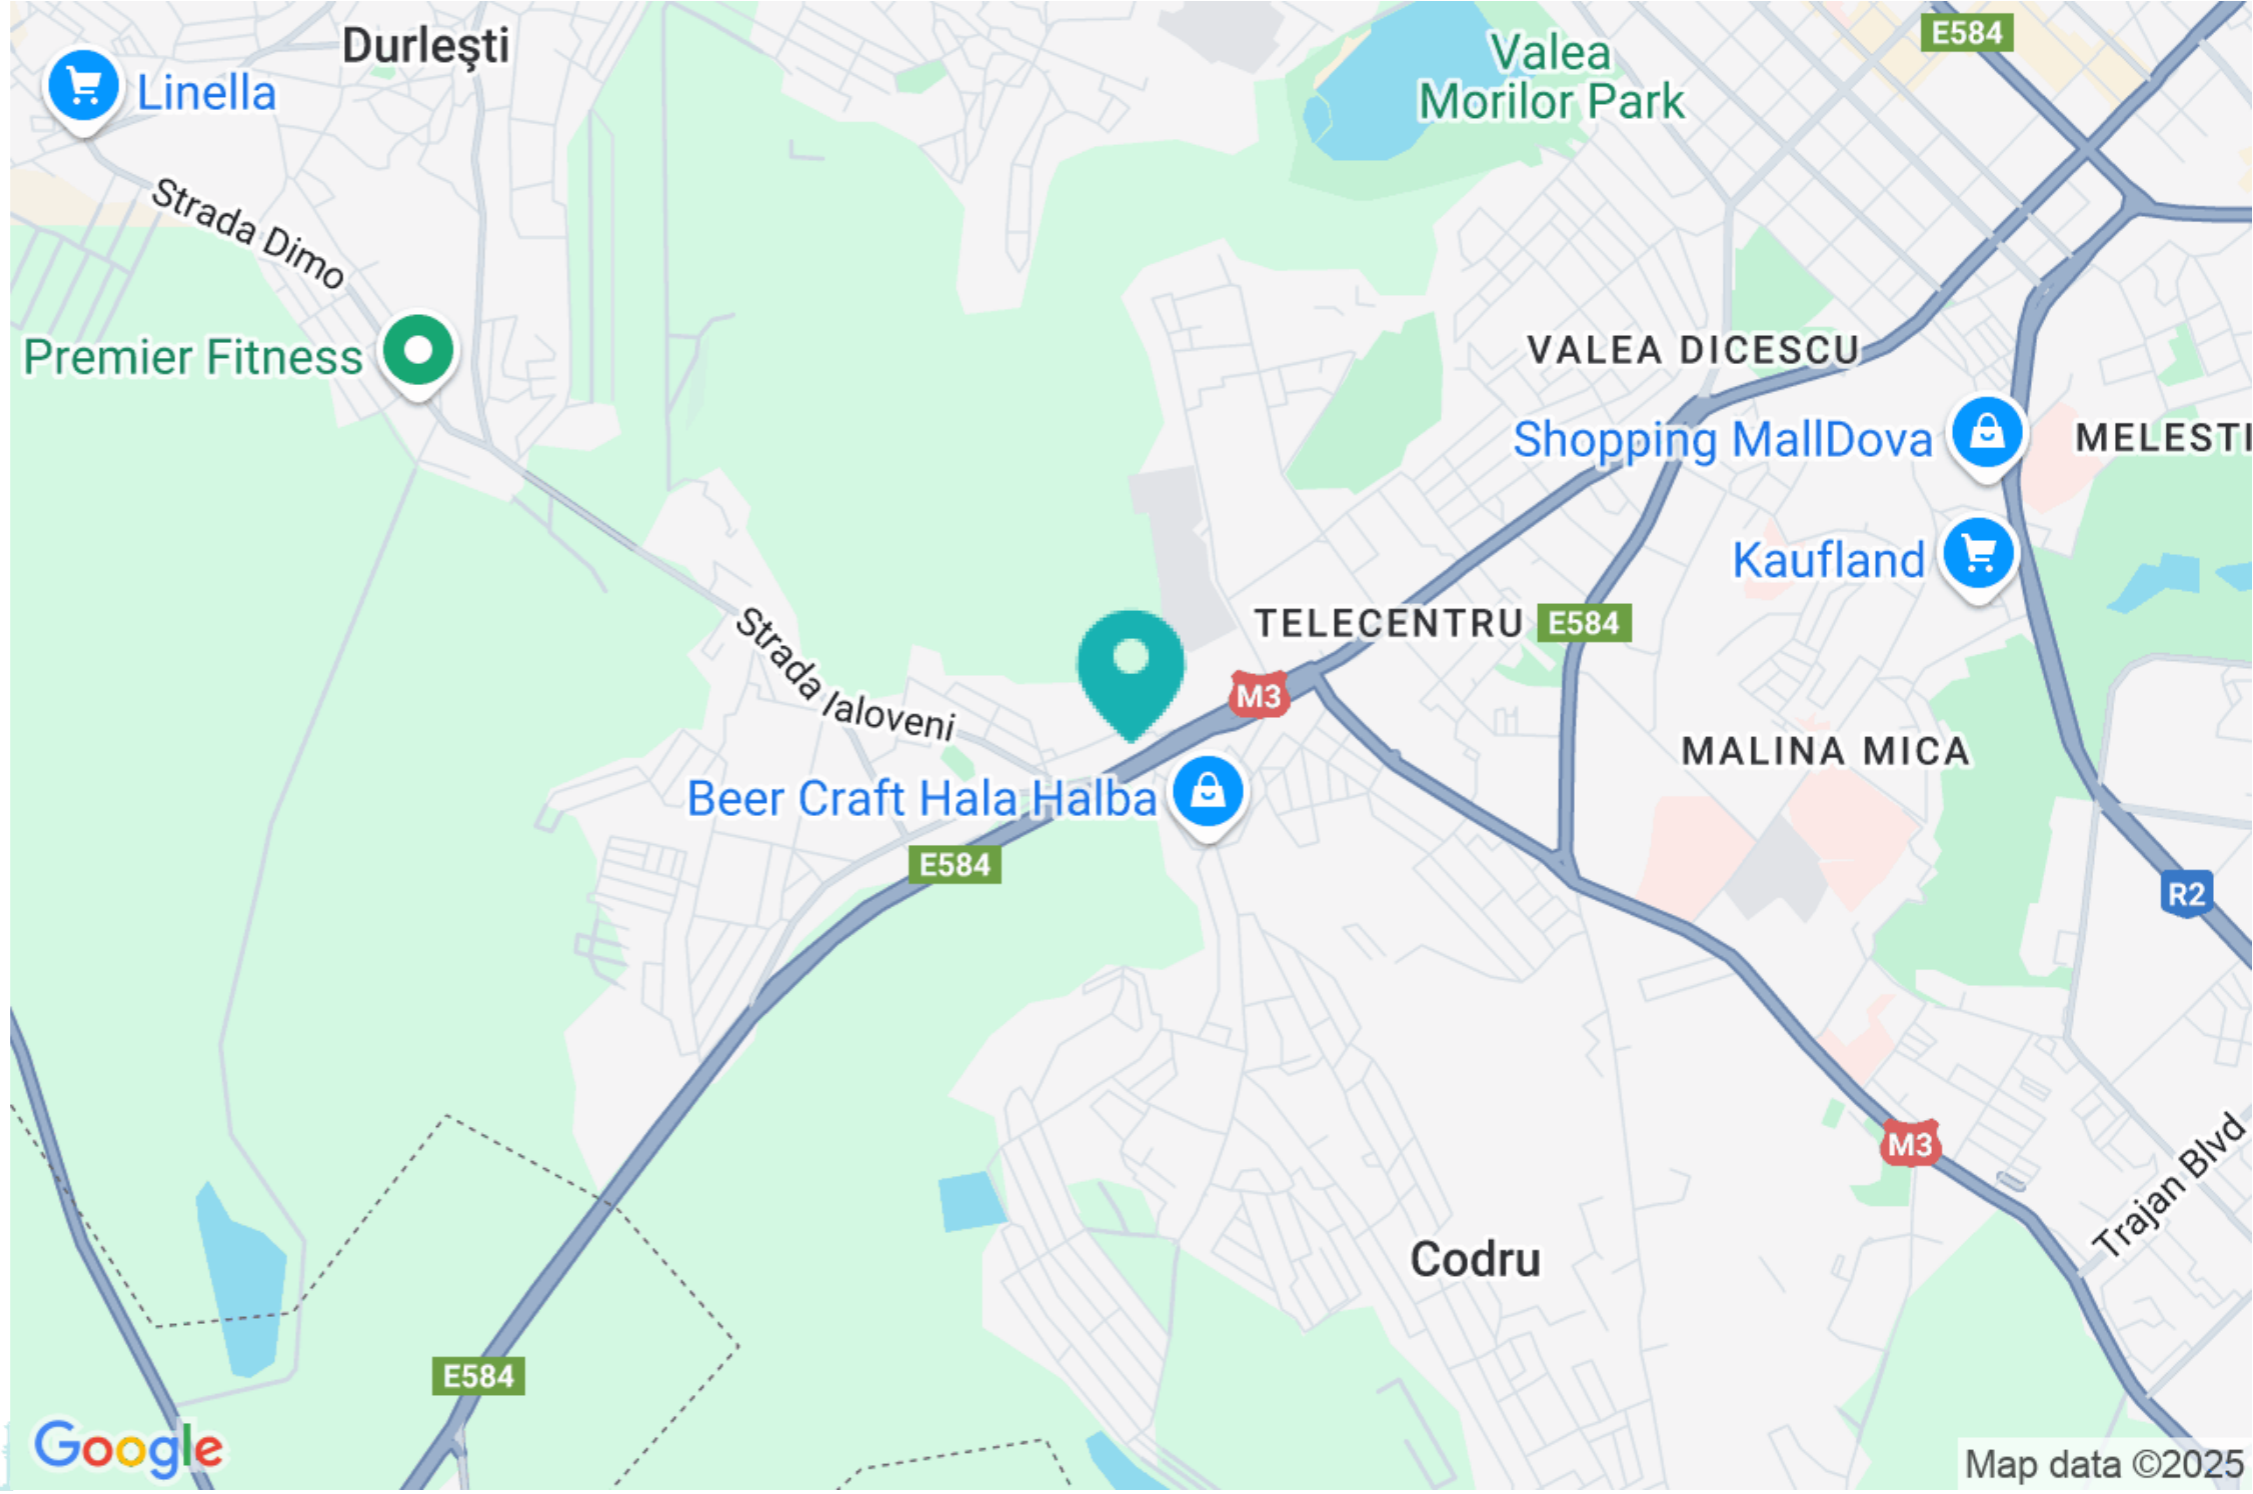 E584
Durleşti
Valea
Morilor Park
Linella
Strada Dimo
VALEA DICESCU
Premier Fitness
Shopping MallDova
MELESTI
Kaufland
TELECENTRU
E584
Strada Ialoveni
M3
MALINA MICA
Beer Craft Hala Halba
E584
R2
M3
Trajan Blvd
Codru
E584
Google
Map data ©2025